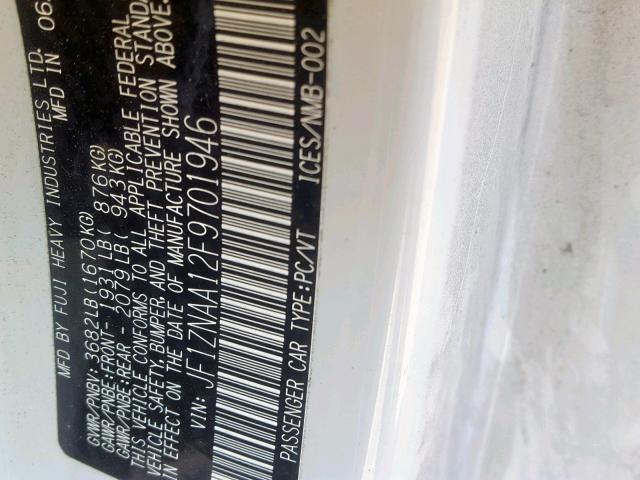 MFD BY FUJI HEAVY INDUSTRIES LTD.
MFD IN 06
GVWR/PNBV: 3682LB(1670KG)
GAWR/PNBE:FRONT- 1931LB( 876KG)
GAWR/PNBE:REAR - 2079LB( 943KG)
THIS VEHICLE CONFORMS TO ALL APPLICABLE FEDERAL
VEHICLE SAFETY, BUMPER, AND THEFT PREVENTION STAND
IN EFFECT ON THE DATE OF MANUFACTURE SHOWN ABOVE.
VIN: JF1ZNAA12F9701946
PASSENGER CAR TYPE:PC/VT ICES/NMB-002